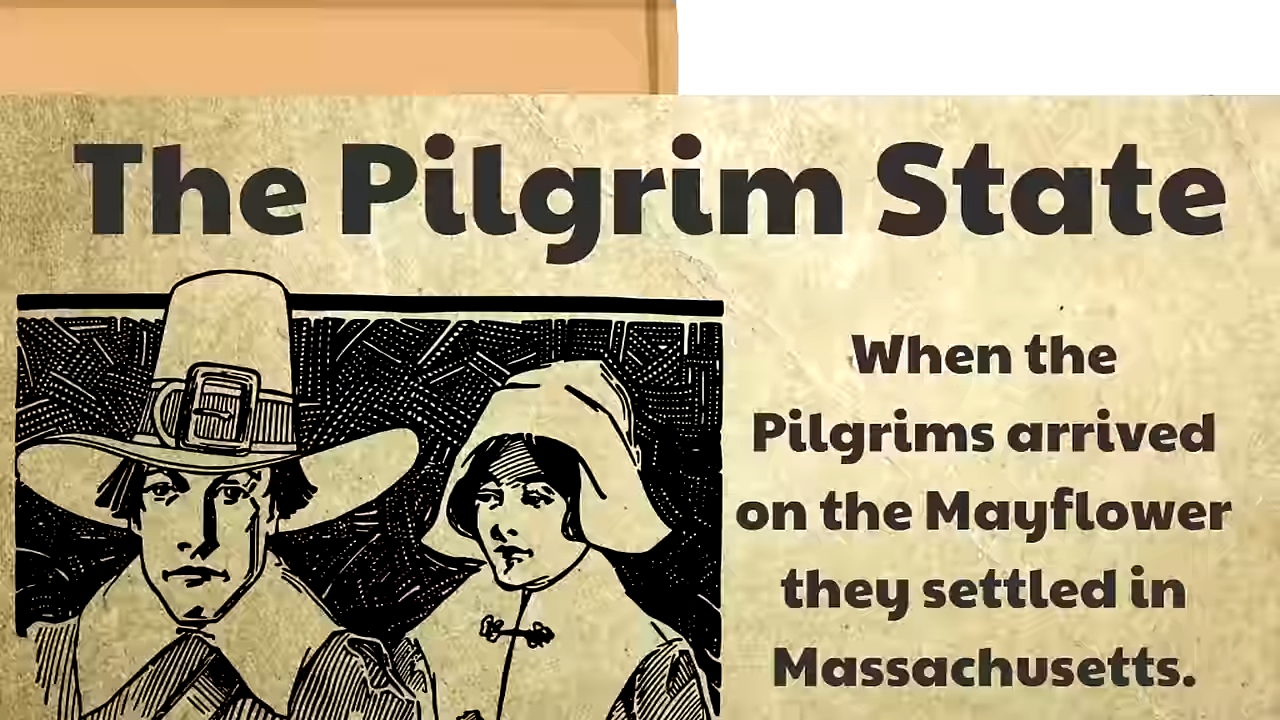 The Pilgrim State
When the
Pilgrims arrived
on the Mayflower
they settled in
Massachusetts.